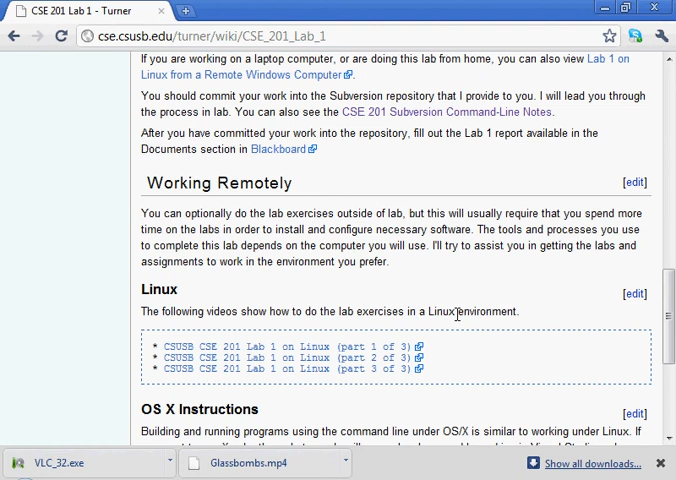 CSE 201 Lab 1 - Turner
cse.csusb.edu/turner/wiki/CSE_201_Lab_1
If you are working on a laptop computer, or are doing this lab from home, you can also view Lab 1 on
Linux from a Remote Windows Computer.
You should commit your work into the Subversion repository that I provide to you. I will lead you through
the process in lab. You can also see the CSE 201 Subversion Command-Line Notes.
After you have committed your work into the repository, fill out the Lab 1 report available in the
Documents section in Blackboard
Working Remotely [edit]
You can optionally do the lab exercises outside of lab, but this will usually require that you spend more
time on the labs in order to install and configure necessary software. The tools and processes you use
to complete this lab depends on the computer you will use. I'll try to assist you in getting the labs and
assignments to work in the environment you prefer.
Linux [edit]
The following videos show how to do the lab exercises in a Linux environment.
* CSUSB CSE 201 Lab 1 on Linux (part 1 of 3)
* CSUSB CSE 201 Lab 1 on Linux (part 2 of 3)
* CSUSB CSE 201 Lab 1 on Linux (part 3 of 3)
OS X Instructions [edit]
Building and running programs using the command line under OS/X is similar to working under Linux. If
VLC_32.exe Glassbombs.mp4 Show all downloads...